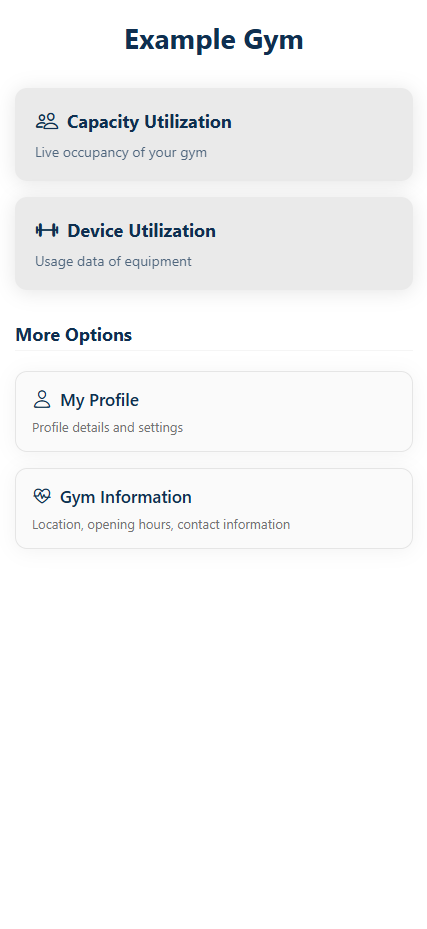 Example Gym
Capacity Utilization
Live occupancy of your gym
Device Utilization
Usage data of equipment
More Options
My Profile
Profile details and settings
Gym Information
Location, opening hours, contact information